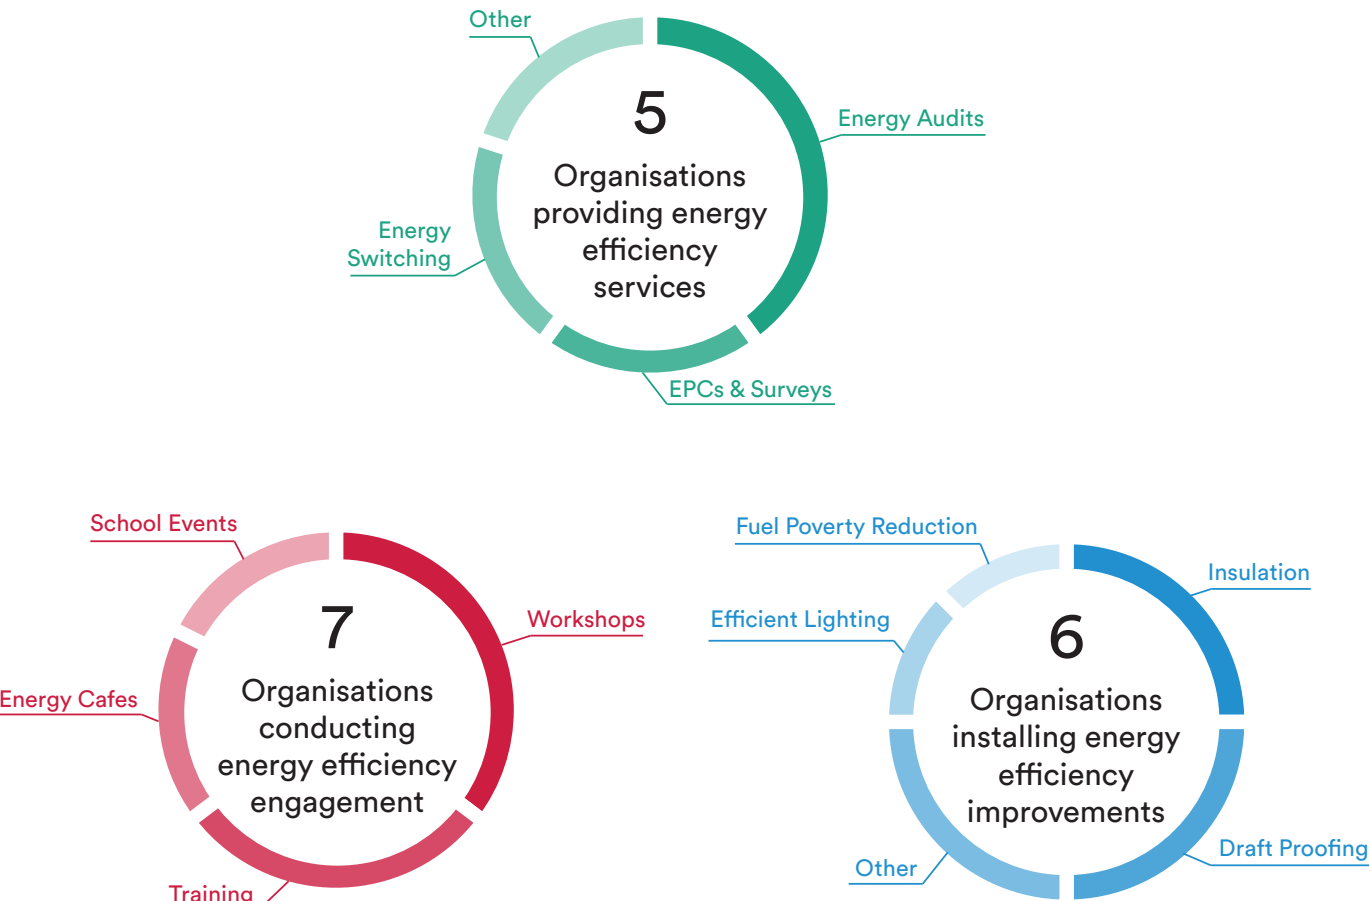 Other
5
Energy Audits
Organisations
providing energy
efficiency
services
Energy
Switching
EPCs & Surveys
School Events
7
Workshops
Organisations
conducting
energy efficiency
engagement
Energy Cafes
Training
Fuel Poverty Reduction
Insulation
Efficient Lighting
6
Organisations
installing energy
efficiency
improvements
Draft Proofing
Other